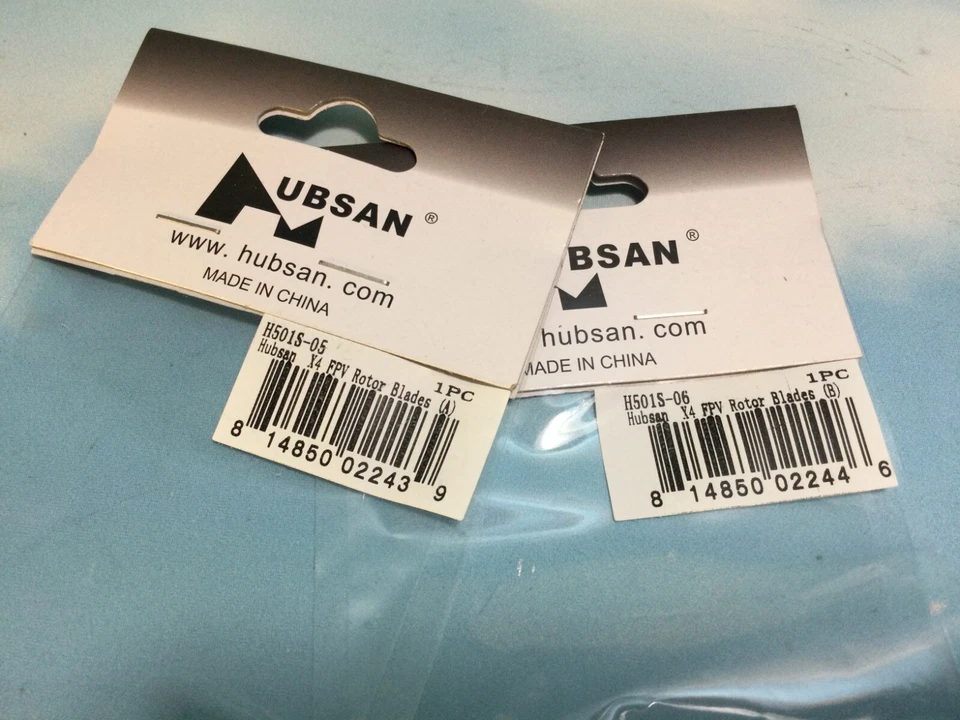 HUBSAN ®
www. hubsan. com
MADE IN CHINA
H501S-05 1PC
Hubsan X4 FPV Rotor Blades (A)
8 14850 02243 9
BSAN ®
hubsan. com
MADE IN CHINA
H501S-06 1PC
Hubsan X4 FPV Rotor Blades (B)
8 14850 02244 6